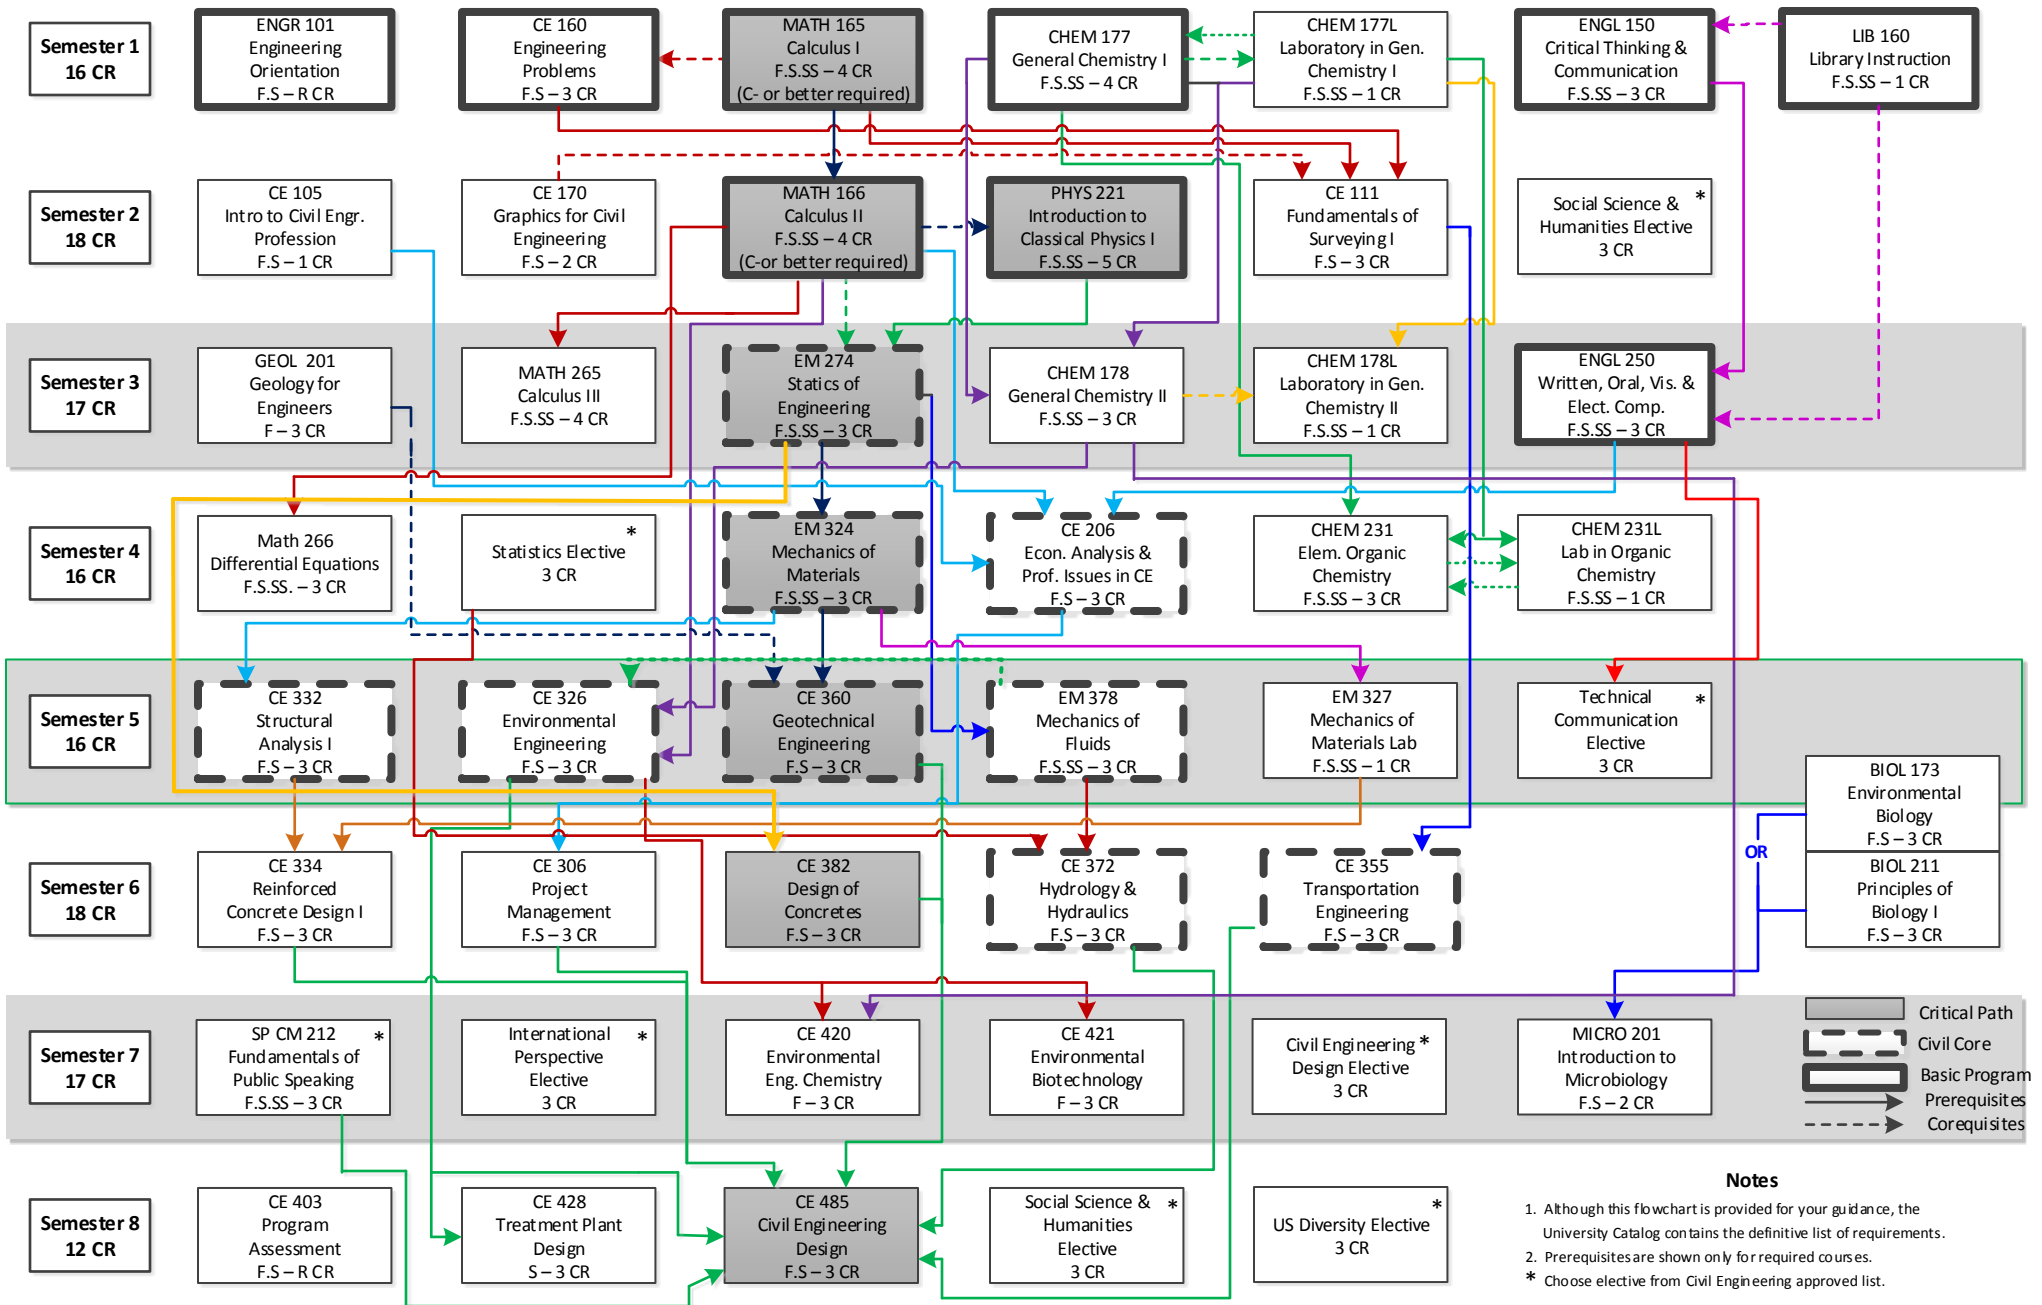 Semester 1
16 CR
ENGR 101
Engineering
Orientation
F.S – R CR
CE 160
Engineering
Problems
F.S – 3 CR
MATH 165
Calculus I
F.S.SS – 4 CR
(C- or better required)
CHEM 177
General Chemistry I
F.S.SS – 4 CR
CHEM 177L
Laboratory in Gen.
Chemistry I
F.S.SS – 1 CR
ENGL 150
Critical Thinking &
Communication
F.S.SS – 3 CR
LIB 160
Library Instruction
F.S.SS – 1 CR
Semester 2
18 CR
CE 105
Intro to Civil Engr.
Profession
F.S – 1 CR
CE 170
Graphics for Civil
Engineering
F.S – 2 CR
MATH 166
Calculus II
F.S.SS – 4 CR
(C-or better required)
PHYS 221
Introduction to
Classical Physics I
F.S.SS – 5 CR
CE 111
Fundamentals of
Surveying I
F.S – 3 CR
Social Science & *
Humanities Elective
3 CR
Semester 3
17 CR
GEOL 201
Geology for
Engineers
F – 3 CR
MATH 265
Calculus III
F.S.SS – 4 CR
EM 274
Statics of
Engineering
F.S.SS – 3 CR
CHEM 178
General Chemistry II
F.S.SS – 3 CR
CHEM 178L
Laboratory in Gen.
Chemistry II
F.S.SS – 1 CR
ENGL 250
Written, Oral, Vis. &
Elect. Comp.
F.S.SS – 3 CR
Semester 4
16 CR
Math 266
Differential Equations
F.S.SS. – 3 CR
Statistics Elective *
3 CR
EM 324
Mechanics of
Materials
F.S.SS – 3 CR
CE 206
Econ. Analysis &
Prof. Issues in CE
F.S – 3 CR
CHEM 231
Elem. Organic
Chemistry
F.S.SS – 3 CR
CHEM 231L
Lab in Organic
Chemistry
F.S.SS – 1 CR
Semester 5
16 CR
CE 332
Structural
Analysis I
F.S – 3 CR
CE 326
Environmental
Engineering
F.S – 3 CR
CE 360
Geotechnical
Engineering
F.S – 3 CR
EM 378
Mechanics of
Fluids
F.S.SS – 3 CR
EM 327
Mechanics of
Materials Lab
F.S.SS – 1 CR
Technical *
Communication
Elective
3 CR
BIOL 173
Environmental
Biology
F.S – 3 CR
OR
Semester 6
18 CR
CE 334
Reinforced
Concrete Design I
F.S – 3 CR
CE 306
Project
Management
F.S – 3 CR
CE 382
Design of
Concretes
F.S – 3 CR
CE 372
Hydrology &
Hydraulics
F.S – 3 CR
CE 355
Transportation
Engineering
F.S – 3 CR
BIOL 211
Principles of
Biology I
F.S – 3 CR
Semester 7
17 CR
SP CM 212 *
Fundamentals of
Public Speaking
F.S.SS – 3 CR
International *
Perspective
Elective
3 CR
CE 420
Environmental
Eng. Chemistry
F – 3 CR
CE 421
Environmental
Biotechnology
F – 3 CR
Civil Engineering *
Design Elective
3 CR
MICRO 201
Introduction to
Microbiology
F.S – 2 CR
Critical Path
Civil Core
Basic Program
Prerequisites
Corequisites
Semester 8
12 CR
CE 403
Program
Assessment
F.S – R CR
CE 428
Treatment Plant
Design
S – 3 CR
CE 485
Civil Engineering
Design
F.S – 3 CR
Social Science & *
Humanities
Elective
3 CR
US Diversity Elective *
3 CR
Notes
1. Although this flowchart is provided for your guidance, the
University Catalog contains the definitive list of requirements.
2. Prerequisites are shown only for required courses.
* Choose elective from Civil Engineering approved list.